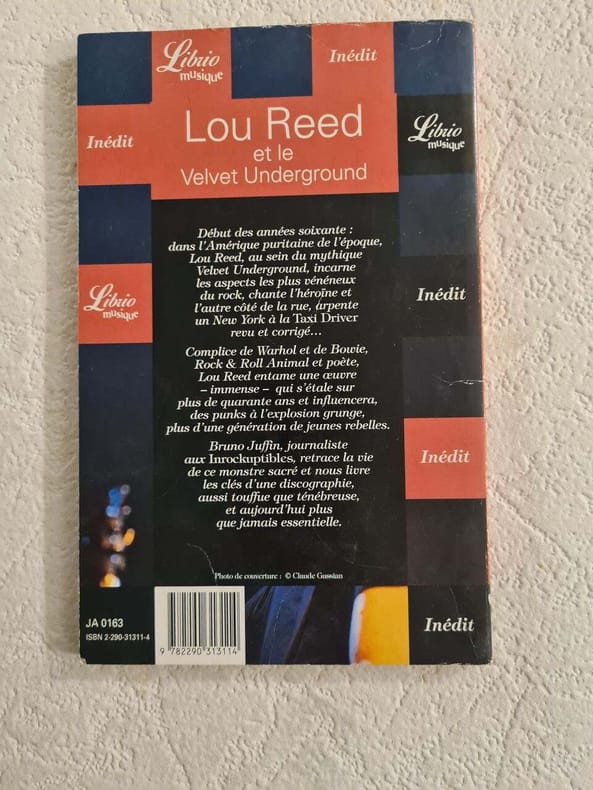 Librio
musique
Inédit
Inédit
Lou Reed
et le
Velvet Underground
Librio
musique
Début des années soixante :
dans l'Amérique puritaine de l'époque,
Lou Reed, au sein du mythique
Velvet Underground, incarne
les aspects les plus vénéneux
du rock, chante l'héroïne et
l'autre côté de la rue, arpente
un New York à la Taxi Driver
revu et corrigé...
Librio
musique
Inédit
Complice de Warhol et de Bowie,
Rock & Roll Animal et poète,
Lou Reed entame une œuvre
– immense – qui s'étale sur
plus de quarante ans et influencera,
des punks à l'explosion grunge,
plus d'une génération de jeunes rebelles.
Bruno Juffin, journaliste
aux Inrockuptibles, retrace la vie
de ce monstre sacré et nous livre
les clés d'une discographie,
aussi touffue que ténébreuse,
et aujourd'hui plus
que jamais essentielle.
Inédit
Photo de couverture : © Claude Gassian
JA 0163
ISBN 2-290-31311-4
9 782290 313114
Inédit